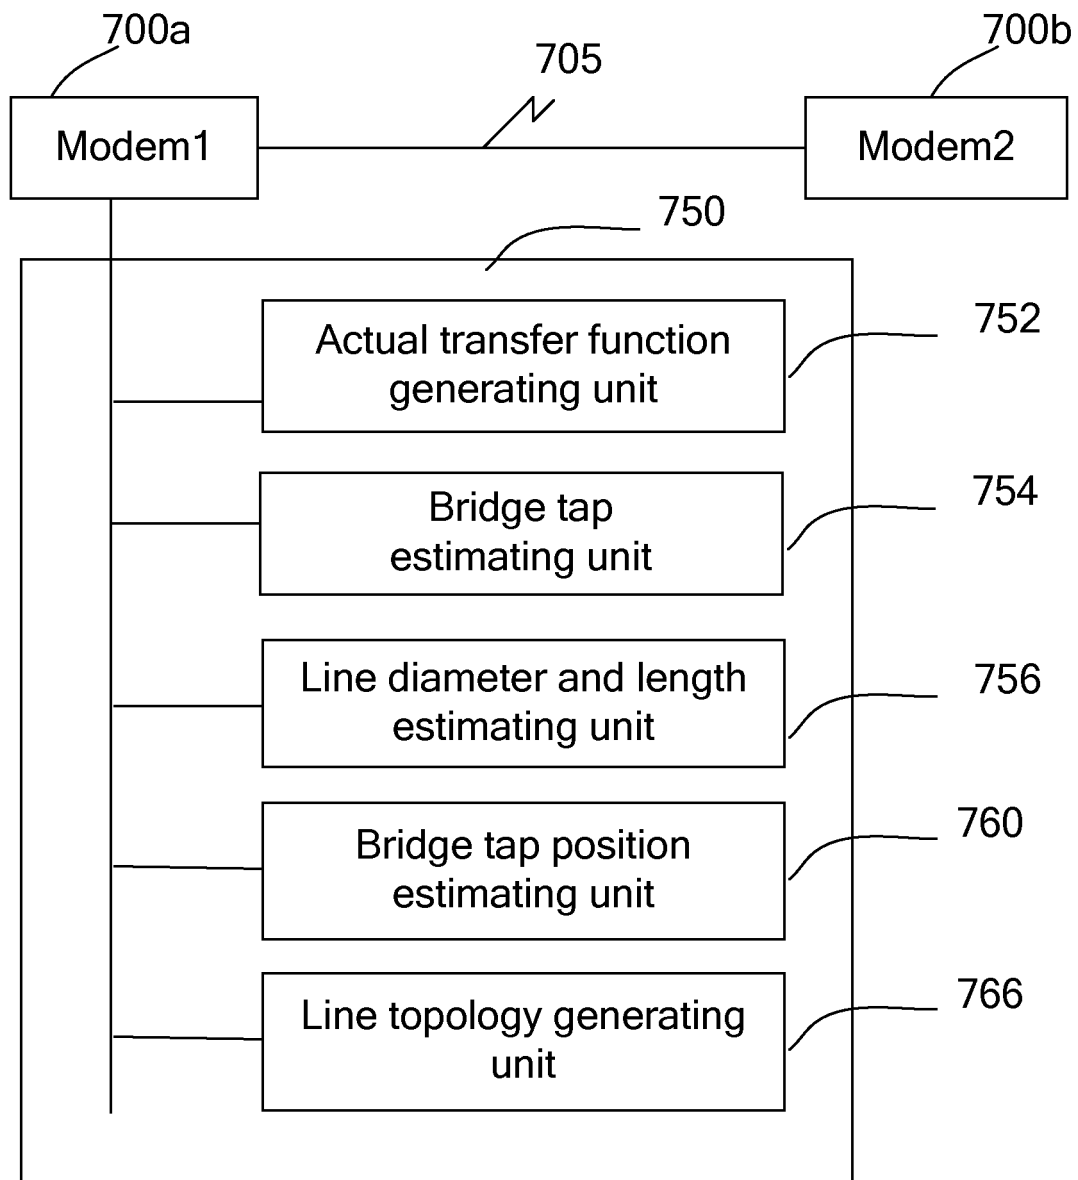 700a
700b
705
Modem1
Modem2
750
Actual transfer function
generating unit
752
Bridge tap
estimating unit
754
Line diameter and length
estimating unit
756
Bridge tap position
estimating unit
760
Line topology generating
unit
766